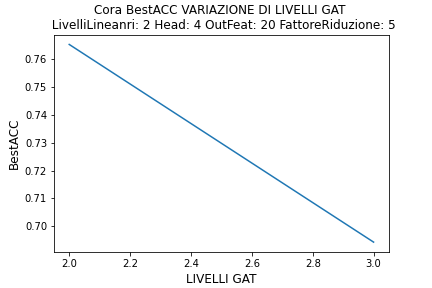 Cora BestACC VARIAZIONE DI LIVELLI GAT
LivelliLineanri: 2 Head: 4 OutFeat: 20 FattoreRiduzione: 5
BestACC
0.76
0.75
0.74
0.73
0.72
0.71
0.70
2.0 2.2 2.4 2.6 2.8 3.0
LIVELLI GAT